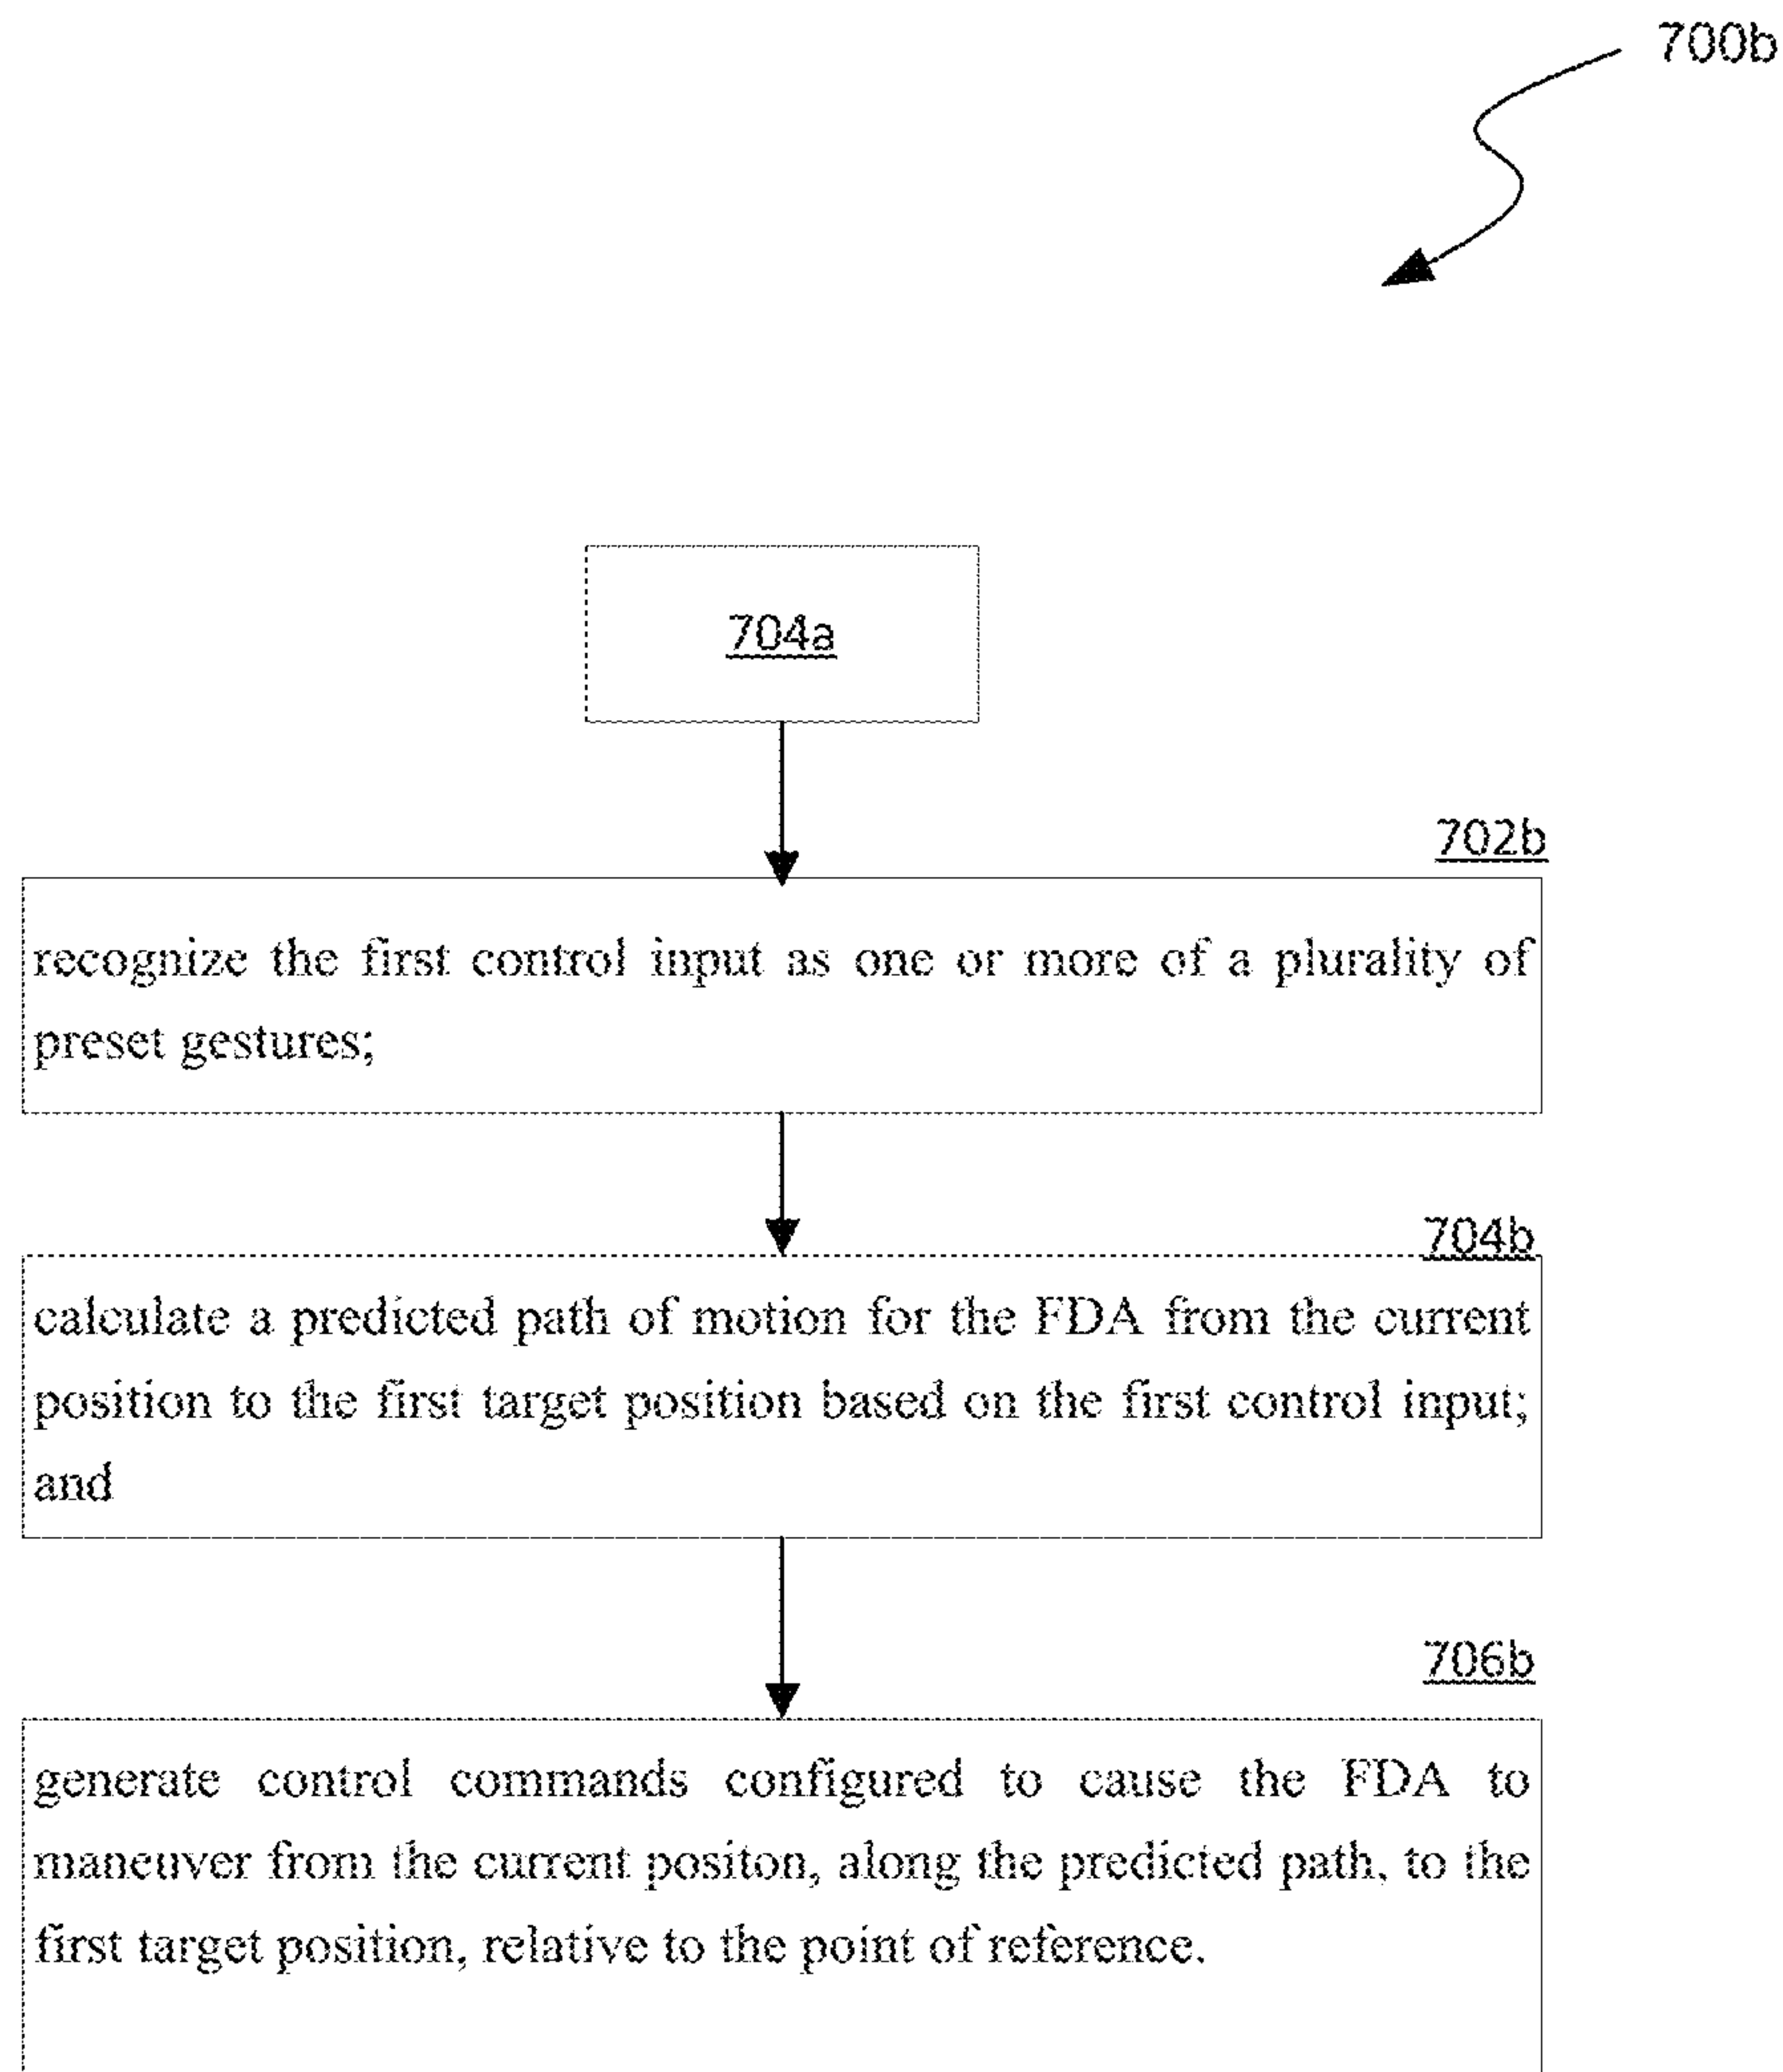 700b
704a
702b
recognize the first control input as one or more of a plurality of
preset gestures;
704b
calculate a predicted path of motion for the FDA from the current
position to the first target position based on the first control input;
and
706b
generate control commands configured to cause the FDA to
maneuver from the current positon, along the predicted path, to the
first target position, relative to the point of reference.